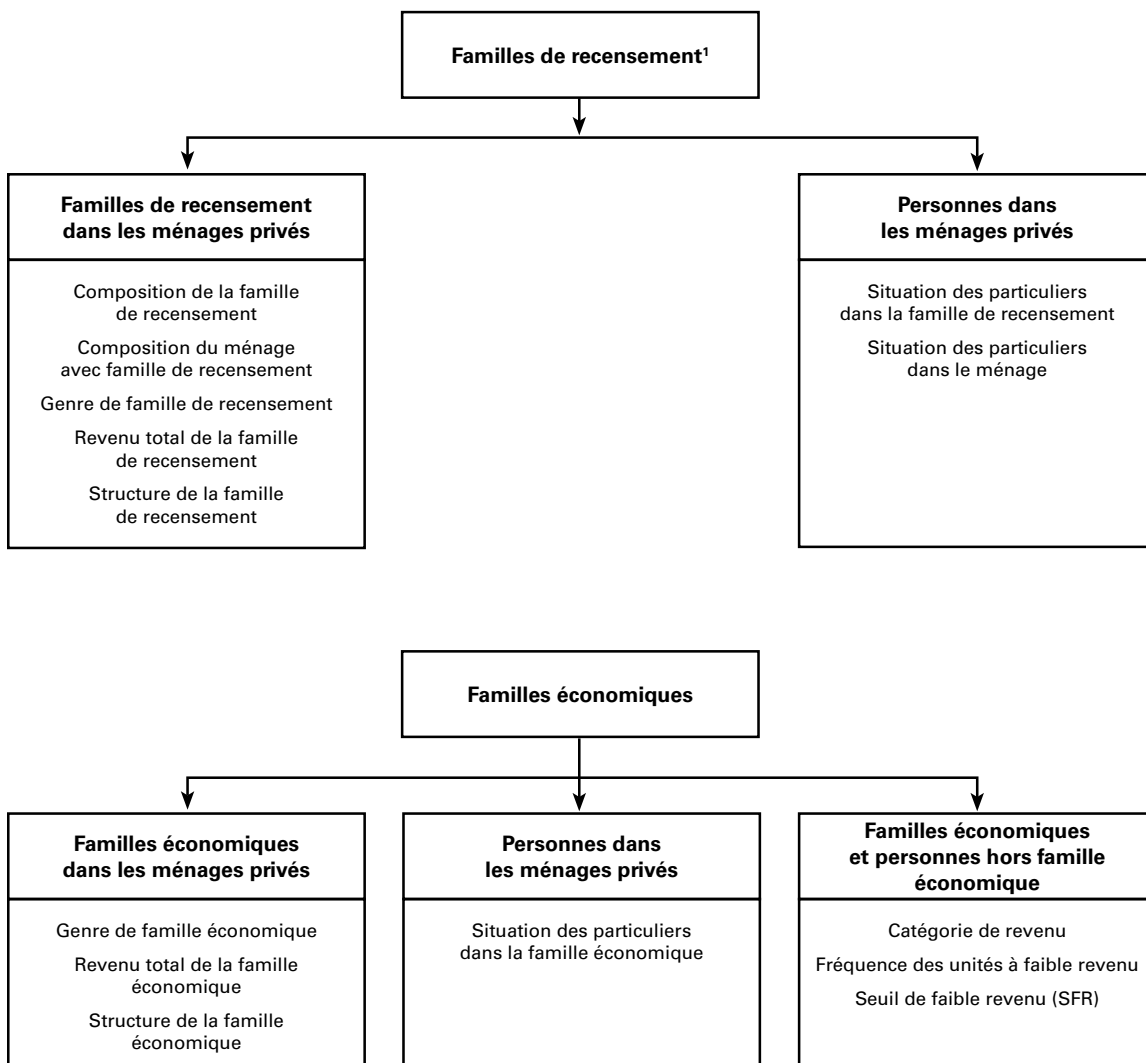 Familles de recensement¹
Familles de recensement
dans les ménages privés
Composition de la famille
de recensement
Composition du ménage
avec famille de recensement
Genre de famille de recensement
Revenu total de la famille
de recensement
Structure de la famille
de recensement
Personnes dans
les ménages privés
Situation des particuliers
dans la famille de recensement
Situation des particuliers
dans le ménage
Familles économiques
Familles économiques
dans les ménages privés
Genre de famille économique
Revenu total de la famille
économique
Structure de la famille
économique
Personnes dans
les ménages privés
Situation des particuliers
dans la famille économique
Familles économiques
et personnes hors famille
économique
Catégorie de revenu
Fréquence des unités à faible revenu
Seuil de faible revenu (SFR)